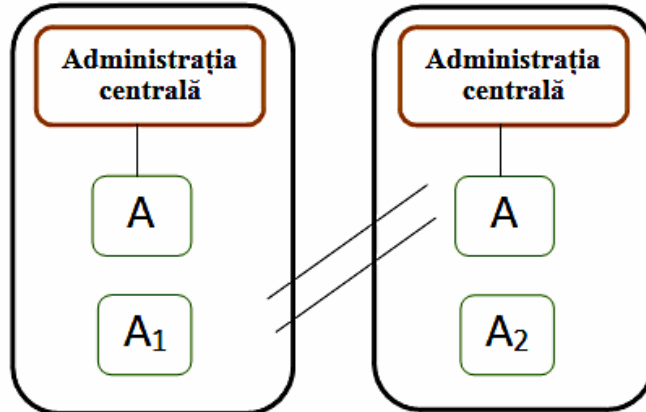 Administrația
centrală
A
A₁
Administrația
centrală
A
A₂